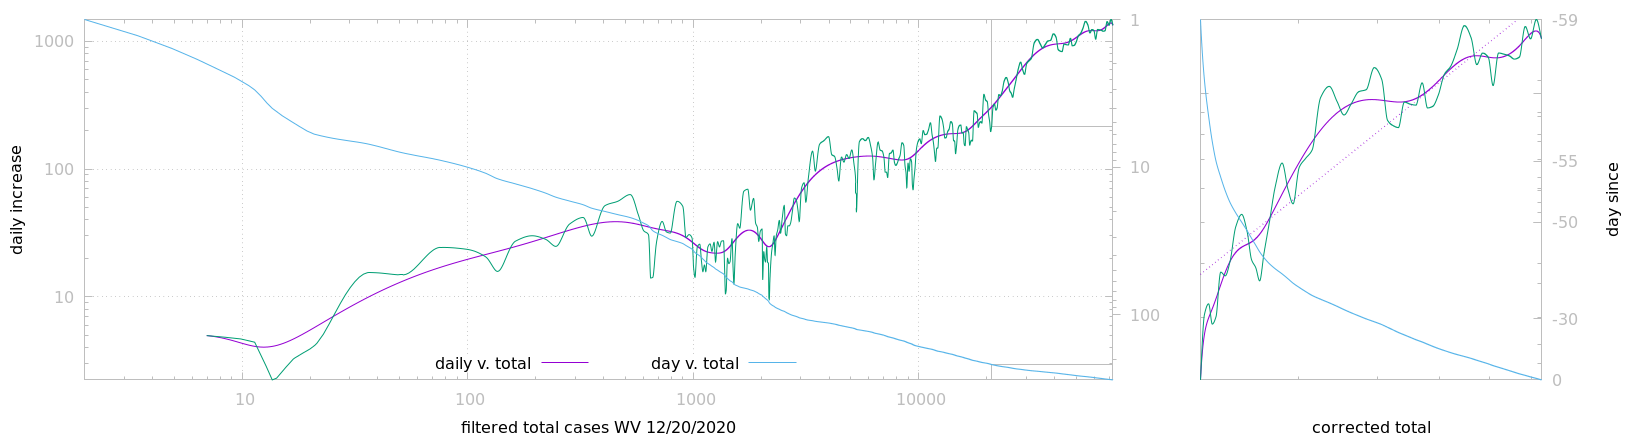 1000
100
10
daily increase
10
100
1000
10000
filtered total cases WV 12/20/2020
daily v. total
day v. total
1
10
100
-59
-55
-50
-30
0
day since
corrected total